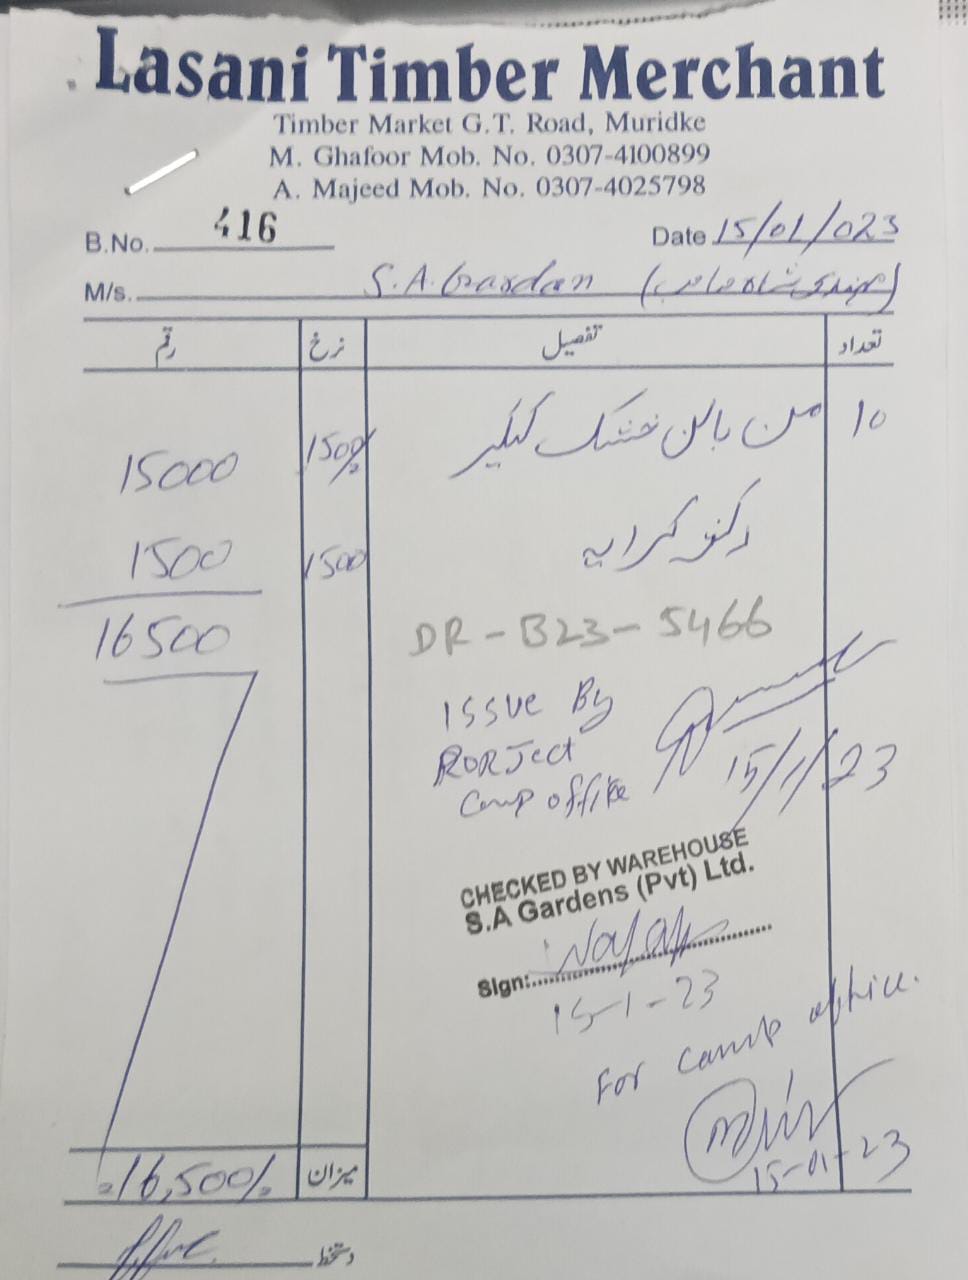 Lasani Timber Merchant
Timber Market G.T. Road, Muridke
M. Ghafoor Mob. No. 0307-4100899
A. Majeed Mob. No. 0307-4025798
B.No. 416
Date 15/01/023
M/s. S.A. Gardan
تعداد تفصیل نرخ رقم
10 من بالن خشک کیکر 1500/ 15000
رکشہ کرایہ 1500 1500
16500
DR-B23-5466
ISSUE By
RORJect
camp office
15/1/23
CHECKED BY WAREHOUSE
S.A Gardens (Pvt) Ltd.
Sign:
15-1-23
For camp office.
15-01-23
میزان 16,500/
دستخط